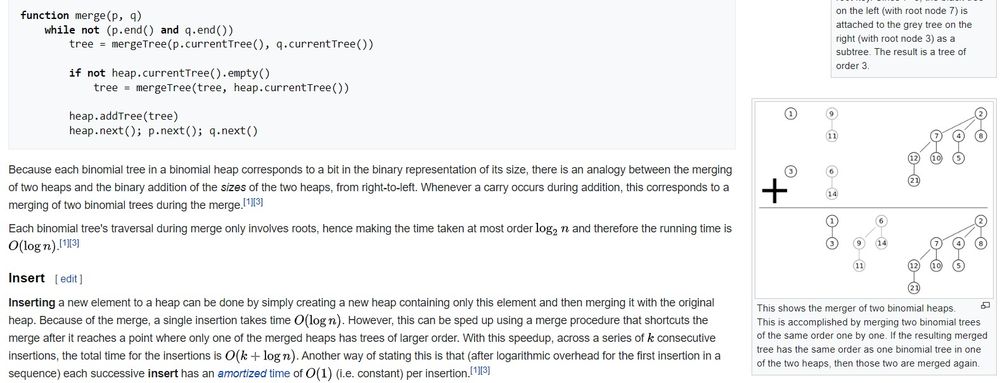 function merge(p, q)
while not (p.end() and q.end())
tree = mergeTree(p.currentTree(), q.currentTree())
if not heap.currentTree().empty()
tree = mergeTree(tree, heap.currentTree())
heap.addTree(tree)
heap.next(); p.next(); q.next()
Because each binomial tree in a binomial heap corresponds to a bit in the binary representation of its size, there is an analogy between the merging
of two heaps and the binary addition of the sizes of the two heaps, from right-to-left. Whenever a carry occurs during addition, this corresponds to a
merging of two binomial trees during the merge.[1][3]
Each binomial tree's traversal during merge only involves roots, hence making the time taken at most order log₂ n and therefore the running time is
O(log n).[1][3]
Insert [ edit ]
Inserting a new element to a heap can be done by simply creating a new heap containing only this element and then merging it with the original
heap. Because of the merge, a single insertion takes time O(log n). However, this can be sped up using a merge procedure that shortcuts the
merge after it reaches a point where only one of the merged heaps has trees of larger order. With this speedup, across a series of k consecutive
insertions, the total time for the insertions is O(k + log n). Another way of stating this is that (after logarithmic overhead for the first insertion in a
sequence) each successive insert has an amortized time of O(1) (i.e. constant) per insertion.[1][3]
on the left (with root node 7) is
attached to the grey tree on the
right (with root node 3) as a
subtree. The result is a tree of
order 3.
1 9 2
11 7 4 8
12 10 5
3 6 21
+ 14
1 6 2
3 9 14 7 4 8
11 12 10 5
21
This shows the merger of two binomial heaps.
This is accomplished by merging two binomial trees
of the same order one by one. If the resulting merged
tree has the same order as one binomial tree in one
of the two heaps, then those two are merged again.